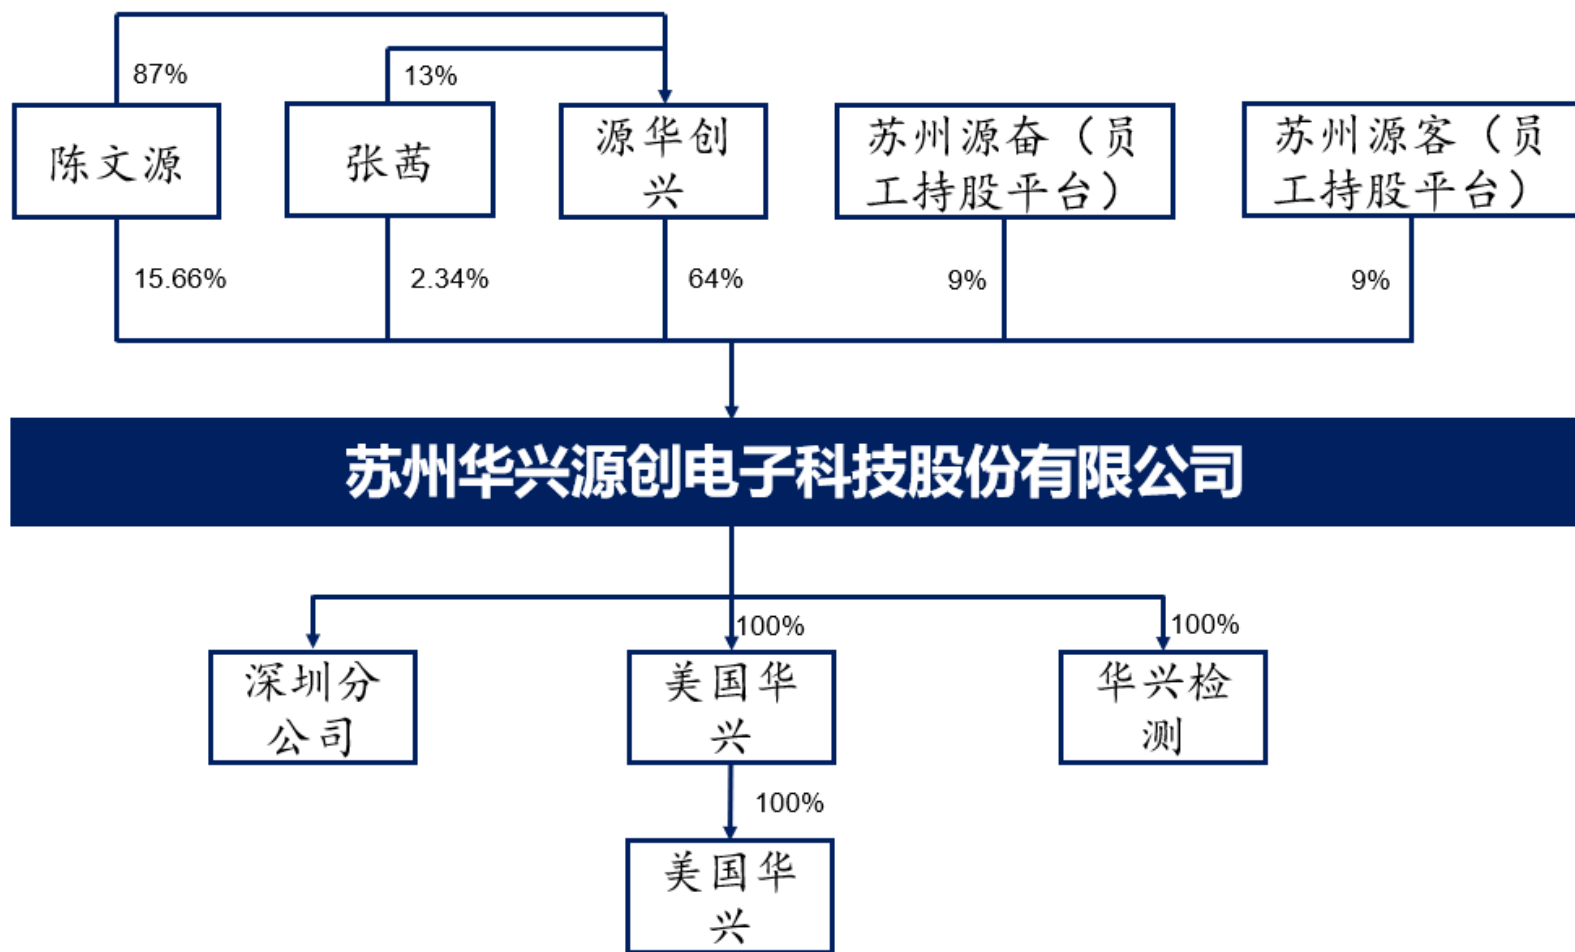 87%
13%
陈文源
张茜
源华创
兴
苏州源奋（员
工持股平台）
苏州源客（员
工持股平台）
15.66%
2.34%
64%
9%
9%
苏州华兴源创电子科技股份有限公司
100%
100%
深圳分
公司
美国华
兴
华兴检
测
100%
美国华
兴